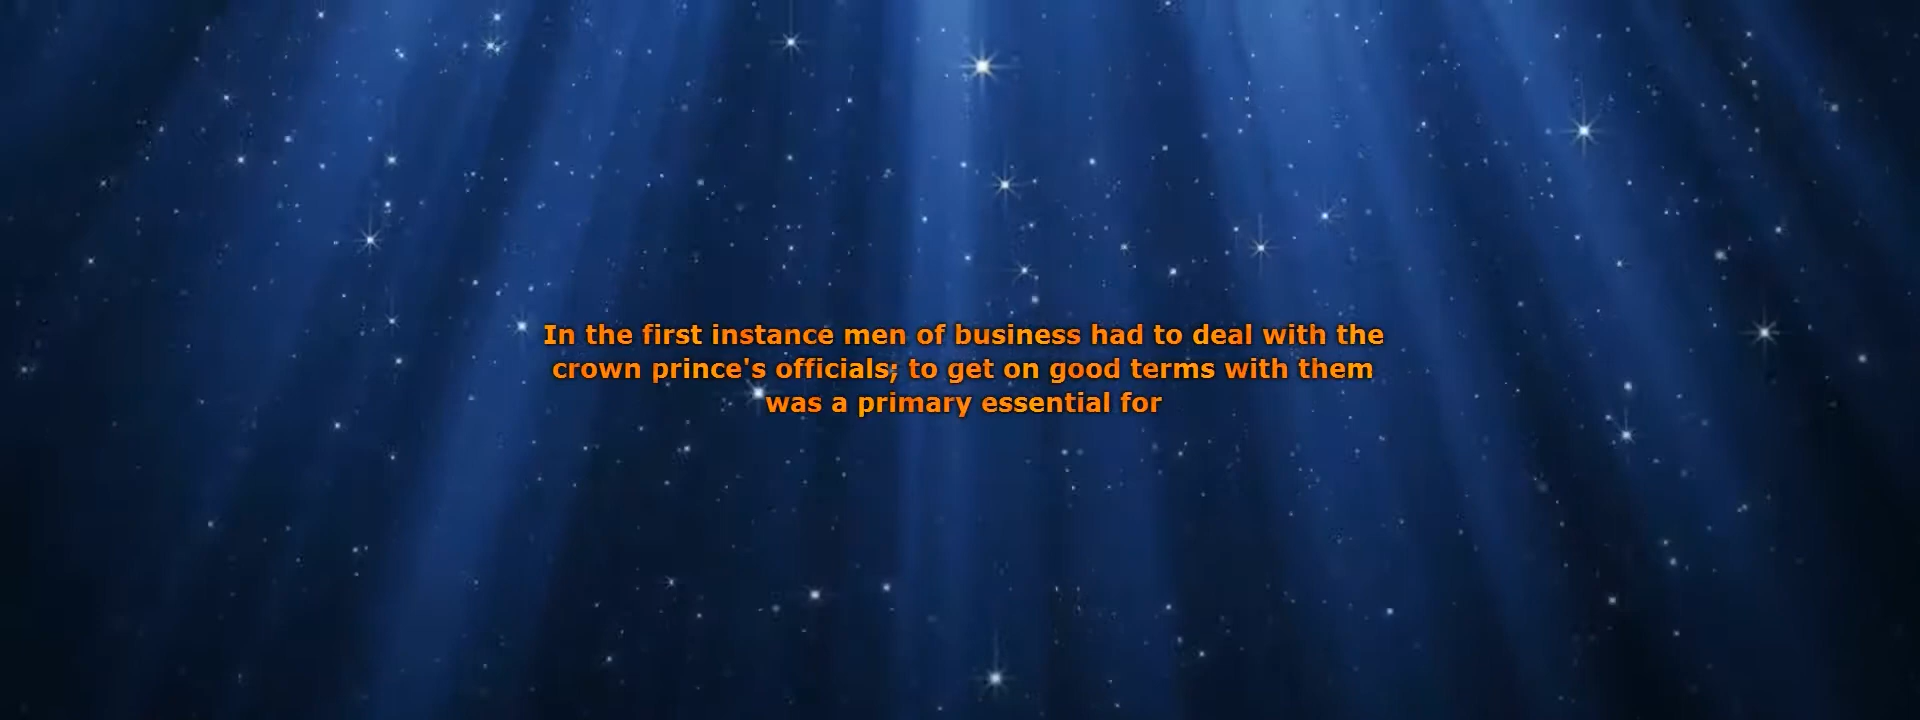 In the first instance men of business had to deal with the
crown prince's officials; to get on good terms with them
was a primary essential for